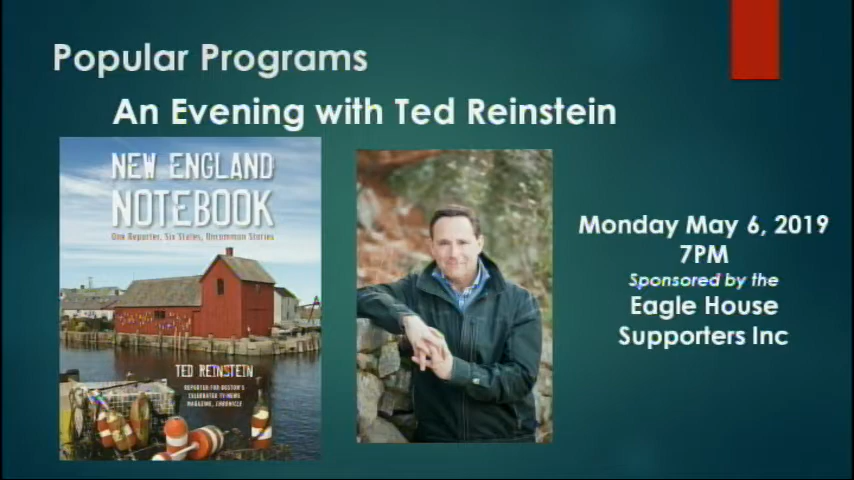 Popular Programs
An Evening with Ted Reinstein
NEW ENGLAND
NOTEBOOK
One Reporter, Six States, Uncommon Stories
TED REINSTEIN
REPORTER FOR BOSTON'S
CELEBRATED TV NEWS
MAGAZINE, CHRONICLE
Monday May 6, 2019
7PM
Sponsored by the
Eagle House
Supporters Inc